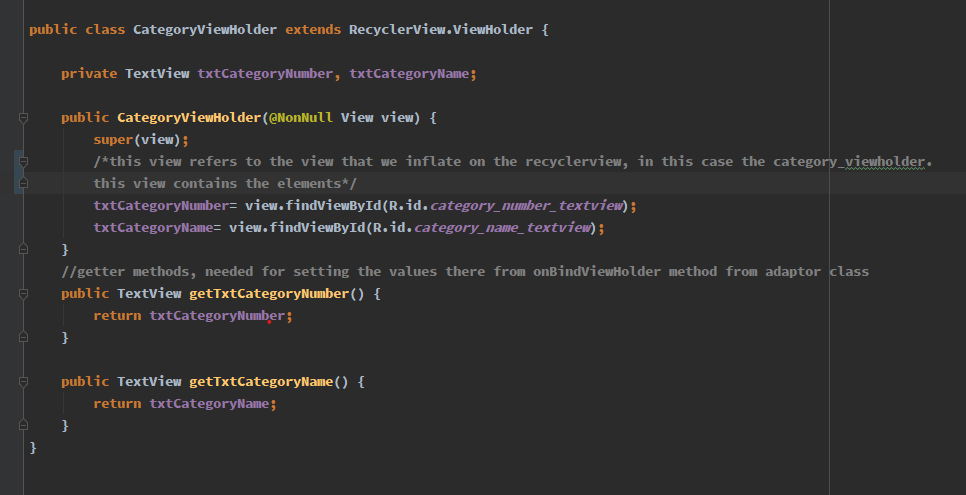 public class CategoryViewHolder extends RecyclerView.ViewHolder {
private TextView txtCategoryNumber, txtCategoryName;
public CategoryViewHolder(@NonNull View view) {
super(view);
/*this view refers to the view that we inflate on the recyclerview, in this case the category_viewholder.
this view contains the elements*/
txtCategoryNumber= view.findViewById(R.id.category_number_textview);
txtCategoryName= view.findViewById(R.id.category_name_textview);
}
//getter methods, needed for setting the values there from onBindViewHolder method from adaptor class
public TextView getTxtCategoryNumber() {
return txtCategoryNumber;
}
public TextView getTxtCategoryName() {
return txtCategoryName;
}
}